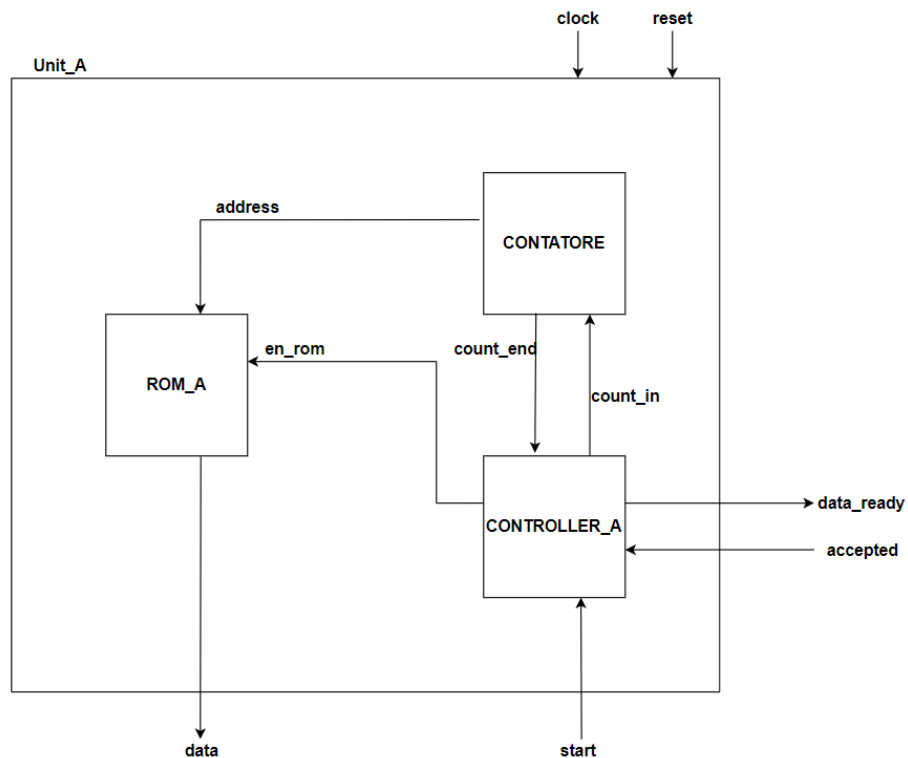 clock
reset
Unit_A
address
CONTATORE
en_rom
count_end
ROM_A
count_in
data_ready
CONTROLLER_A
accepted
data
start